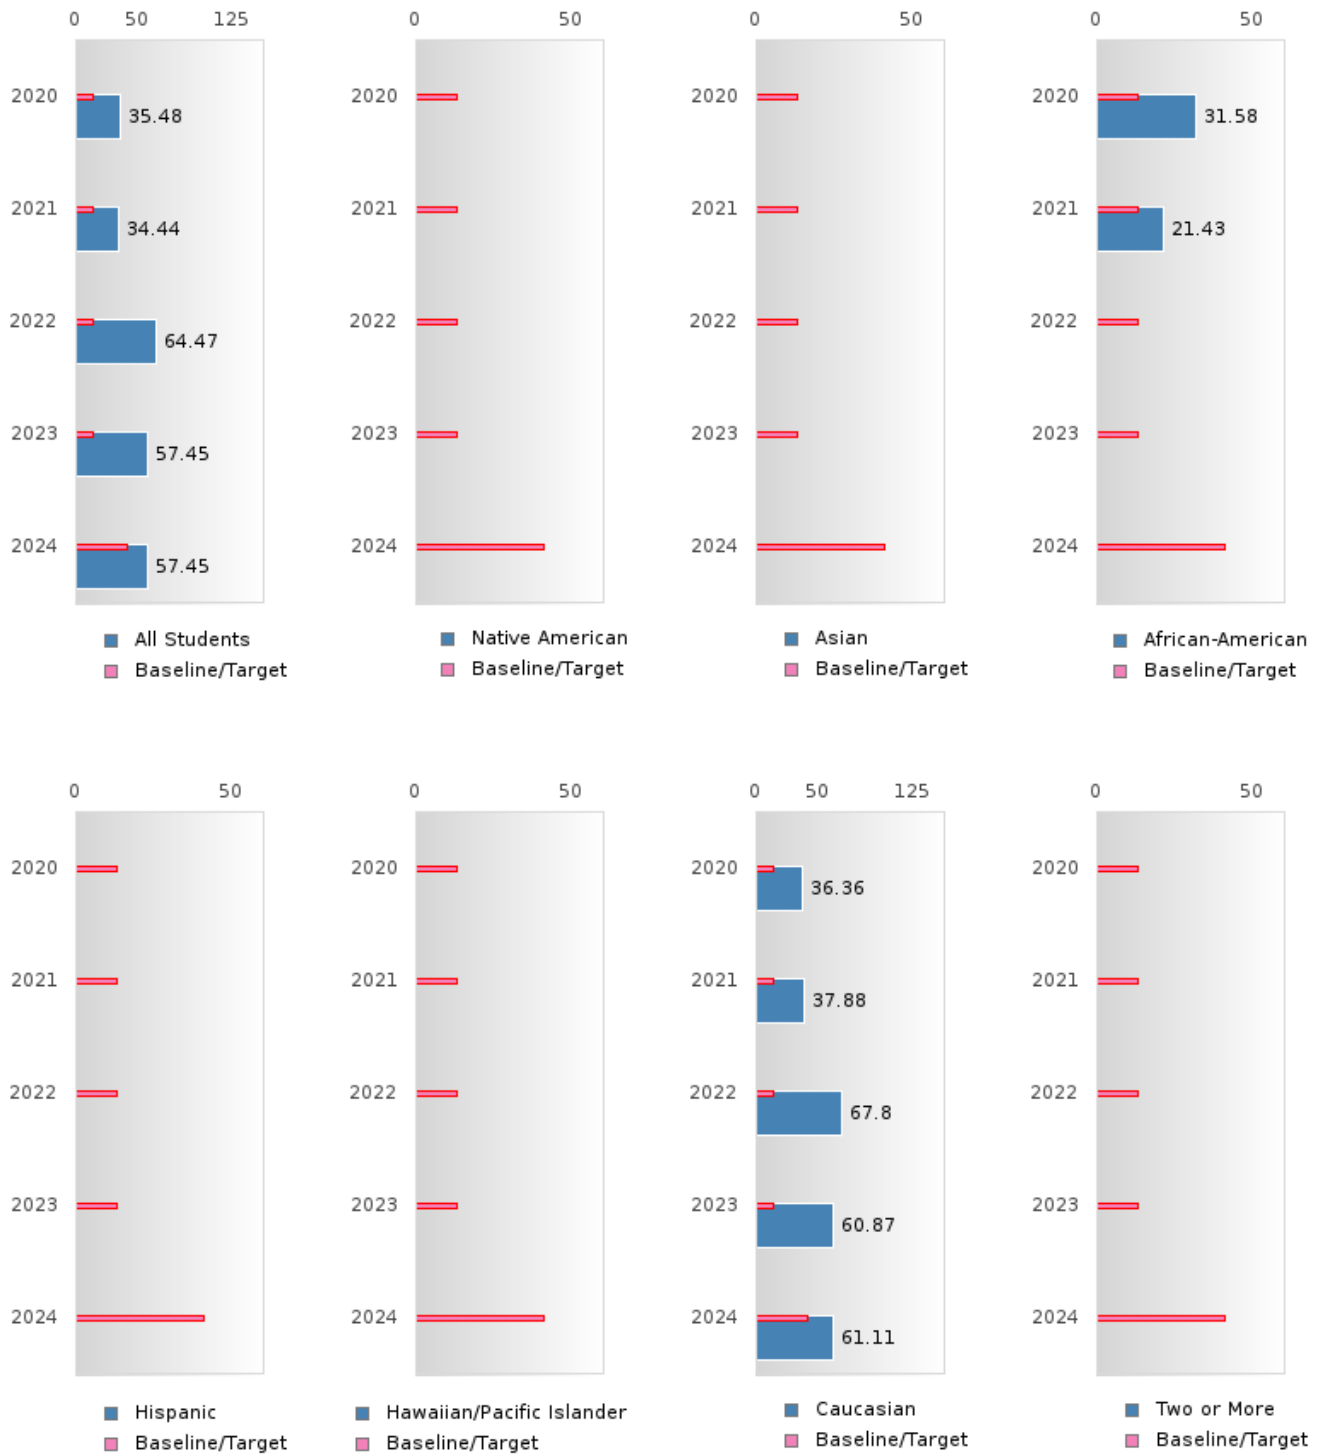 0 50 125
2020 35.48
2021 34.44
2022 64.47
2023 57.45
2024 57.45
All Students
Baseline/Target
0 50
2020
2021
2022
2023
2024
Native American
Baseline/Target
0 50
2020
2021
2022
2023
2024
Asian
Baseline/Target
0 50
2020 31.58
2021 21.43
2022
2023
2024
African-American
Baseline/Target
0 50
2020
2021
2022
2023
2024
Hispanic
Baseline/Target
0 50
2020
2021
2022
2023
2024
Hawaiian/Pacific Islander
Baseline/Target
0 50 125
2020 36.36
2021 37.88
2022 67.8
2023 60.87
2024 61.11
Caucasian
Baseline/Target
0 50
2020
2021
2022
2023
2024
Two or More
Baseline/Target